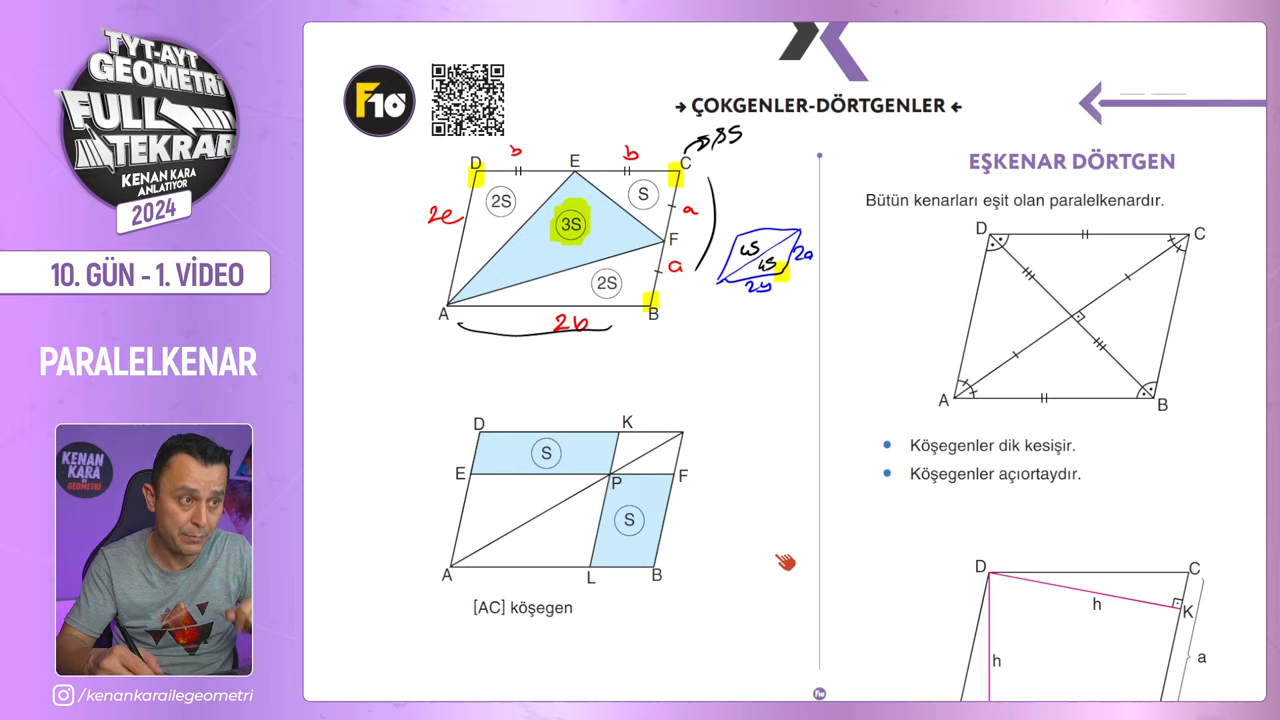 TYT-AYT
GEOMETRİ
FULL
TEKRAR
KENAN KARA
ANLATIYOR
2024
10. GÜN - 1. VİDEO
PARALELKENAR
KENAN
KARA
GEOMETRİ
/kenankarailegeometri
F10
→ ÇOKGENLER-DÖRTGENLER ←
8S
D b E b C
2S S
2e 3S a
F
2S a
A 2b B
4S
4S 2a
2y
D K
S
E P F
S
A L B
[AC] köşegen
EŞKENAR DÖRTGEN
Bütün kenarları eşit olan paralelkenardır.
D C
A B
• Köşegenler dik kesişir.
• Köşegenler açıortaydır.
D C
h K
h a